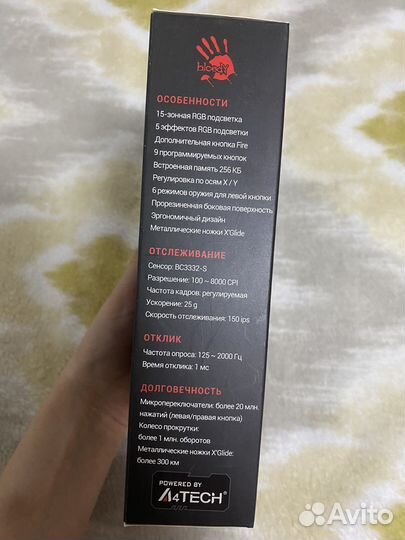 bloody
ОСОБЕННОСТИ
15-зонная RGB подсветка
5 эффектов RGB подсветки
Дополнительная кнопка Fire
9 программируемых кнопок
Встроенная память 256 КБ
Регулировка по осям X / Y
6 режимов оружия для левой кнопки
Прорезиненная боковая поверхность
Эргономичный дизайн
Металлические ножки X'Glide
ОТСЛЕЖИВАНИЕ
Сенсор: BC3332-S
Разрешение: 100 ~ 8000 CPI
Частота кадров: регулируемая
Ускорение: 25 g
Скорость отслеживания: 150 ips
ОТКЛИК
Частота опроса: 125 ~ 2000 Гц
Время отклика: 1 мс
ДОЛГОВЕЧНОСТЬ
Микропереключатели: более 20 млн.
нажатий (левая/правая кнопка)
Колесо прокрутки:
более 1 млн. оборотов
Металлические ножки X'Glide:
более 300 км
POWERED BY
A4TECH®
Avito